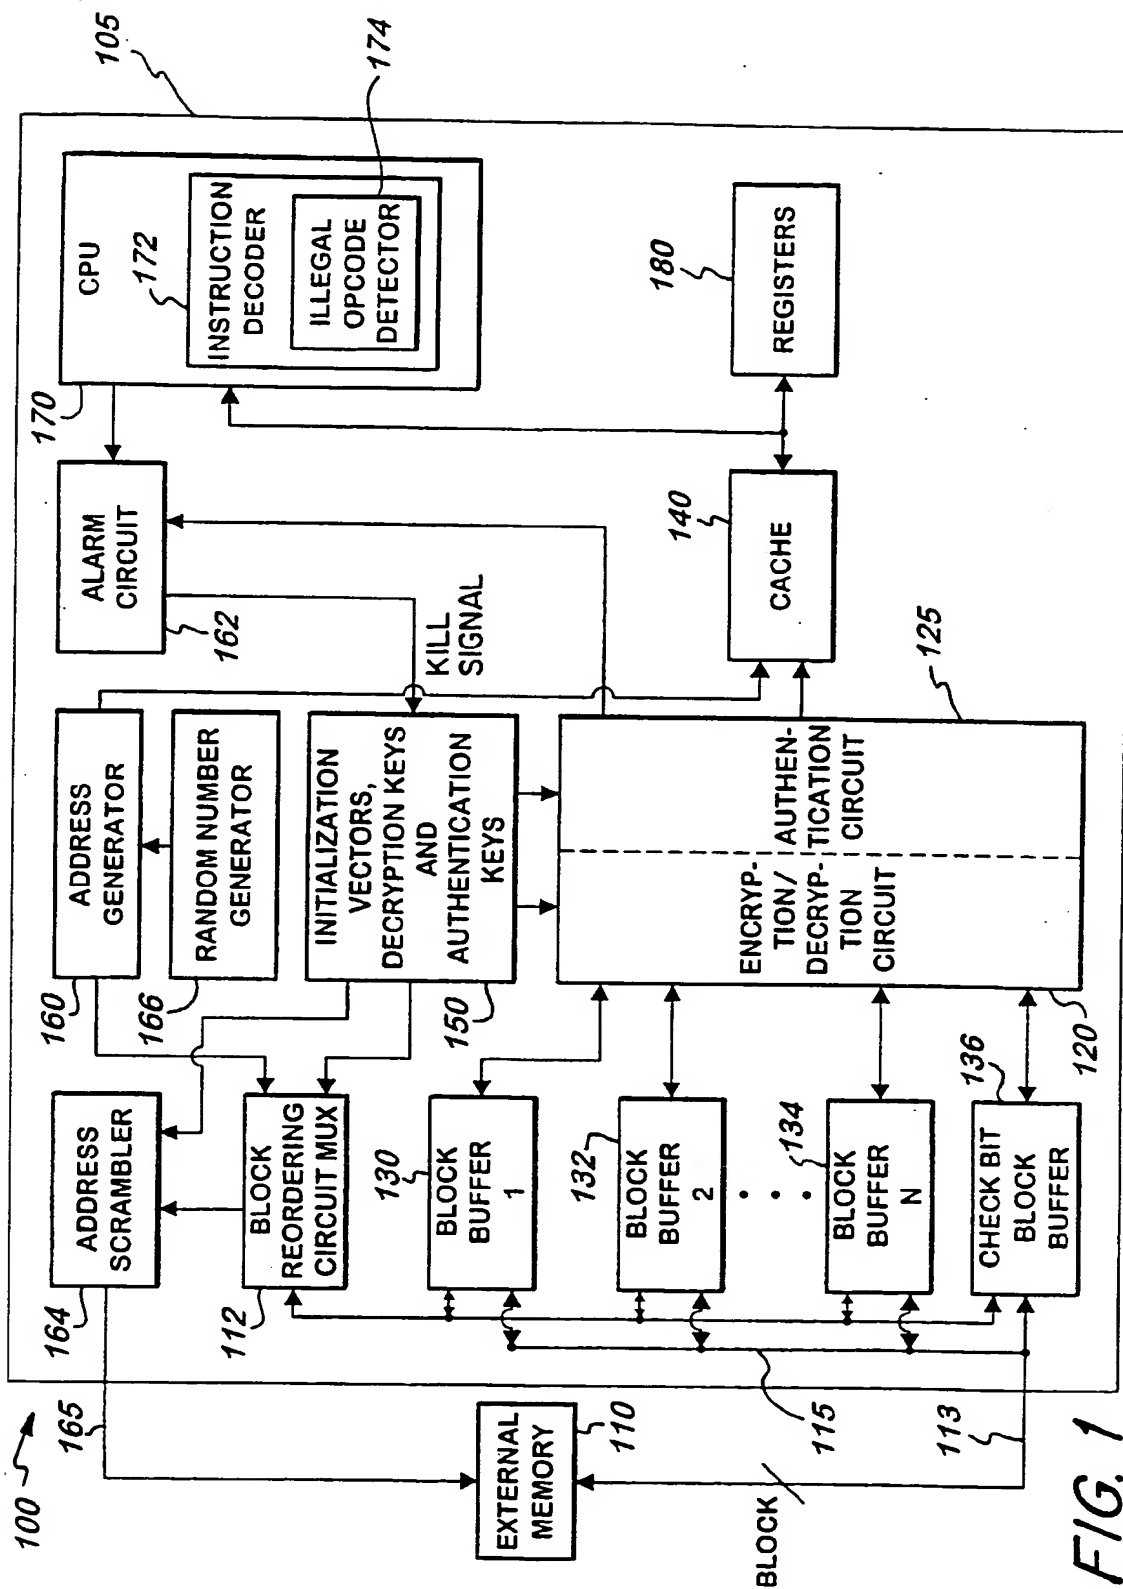 100
105
165
164
ADDRESS
SCRAMBLER
160
ADDRESS
GENERATOR
166
RANDOM NUMBER
GENERATOR
162
ALARM
CIRCUIT
170
CPU
172
INSTRUCTION
DECODER
174
ILLEGAL
OPCODE
DETECTOR
112
BLOCK
REORDERING
CIRCUIT MUX
150
INITIALIZATION
VECTORS,
DECRYPTION KEYS
AND
AUTHENTICATION
KEYS
KILL
SIGNAL
EXTERNAL
MEMORY
110
130
BLOCK
BUFFER
1
132
BLOCK
BUFFER
2
134
BLOCK
BUFFER
N
136
CHECK BIT
BLOCK
BUFFER
120
ENCRYP-
TION/
DECRYP-
TION
CIRCUIT
AUTHEN-
TICATION
CIRCUIT
125
140
CACHE
180
REGISTERS
115
113
BLOCK
FIG. 1